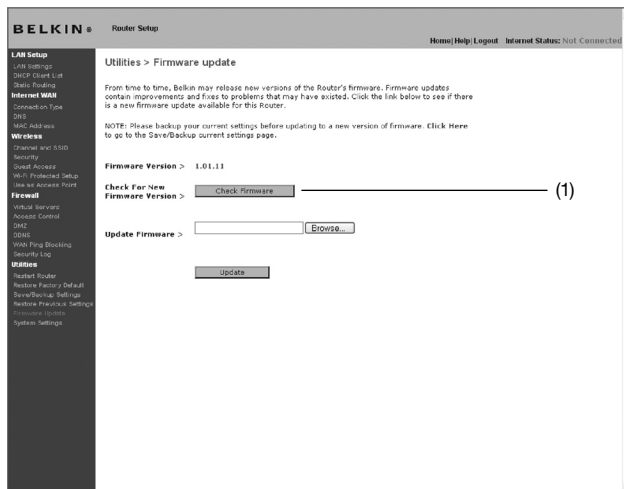 BELKIN®
Router Setup
Home|Help|Logout Internet Status: Not Connected
LAN Setup
LAN Settings
DHCP Client List
Static Routing
Internet WAN
Connection Type
DNS
MAC Address
Wireless
Channel and SSID
Security
Guest Access
Wi-Fi Protected Setup
Use as Access Point
Firewall
Virtual Servers
Access Control
DMZ
DDNS
WAN Ping Blocking
Security Log
Utilities
Restart Router
Restore Factory Default
Save/Backup Settings
Restore Previous Settings
Firmware Update
System Settings
Utilities > Firmware update
From time to time, Belkin may release new versions of the Router's firmware. Firmware updates
contain improvements and fixes to problems that may have existed. Click the link below to see if there
is a new firmware update available for this Router.
NOTE: Please backup your current settings before updating to a new version of firmware. Click Here
to go to the Save/Backup current settings page.
Firmware Version > 1.01.11
Check For New
Firmware Version >
Check Firmware
(1)
Update Firmware >
Browse...
Update